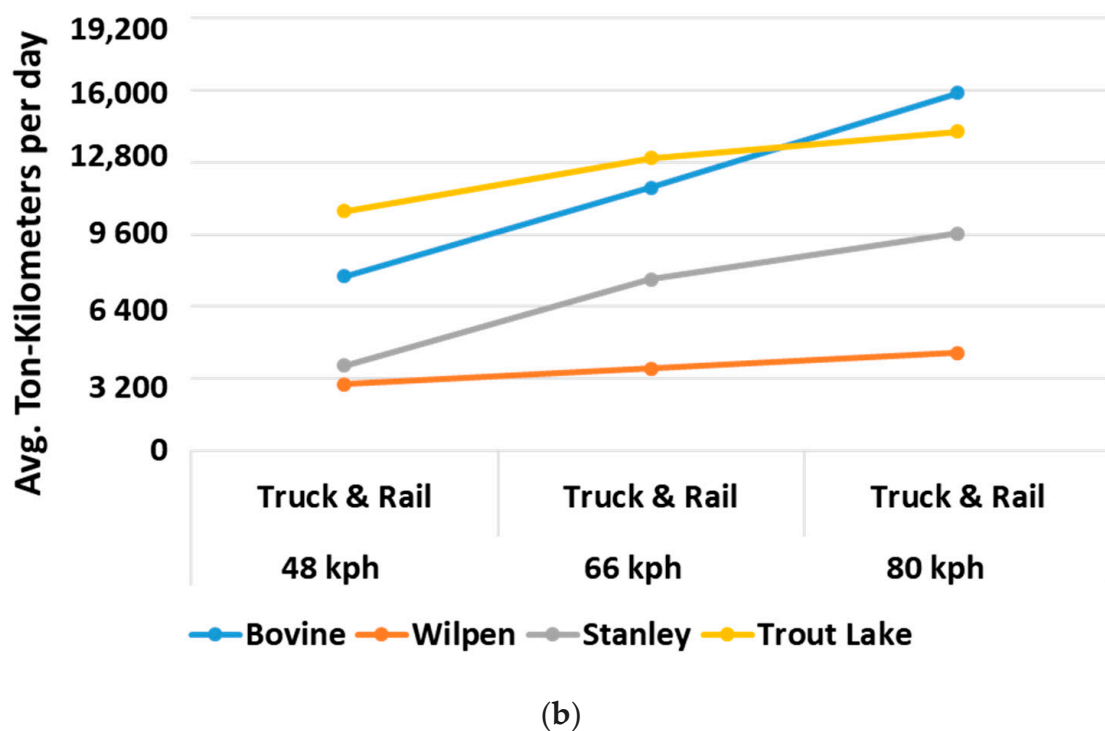 Avg. Ton-Kilometers per day
19,200
16,000
12,800
9 600
6 400
3 200
0
Truck & Rail Truck & Rail Truck & Rail
48 kph 66 kph 80 kph
Bovine Wilpen Stanley Trout Lake
(b)